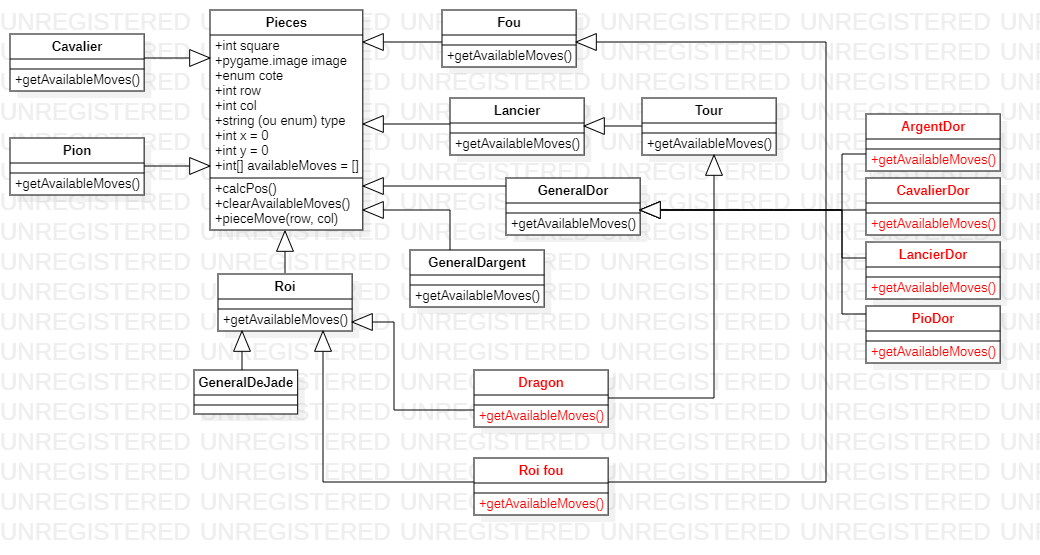 Pieces
+int square
+pygame.image image
+enum cote
+int row
+int col
+string (ou enum) type
+int x = 0
+int y = 0
+int[] availableMoves = []
+calcPos()
+clearAvailableMoves()
+pieceMove(row, col)
Cavalier
+getAvailableMoves()
Pion
+getAvailableMoves()
Fou
+getAvailableMoves()
Lancier
+getAvailableMoves()
Tour
+getAvailableMoves()
GeneralDor
+getAvailableMoves()
GeneralDargent
+getAvailableMoves()
Roi
+getAvailableMoves()
GeneralDeJade
Dragon
+getAvailableMoves()
Roi fou
+getAvailableMoves()
ArgentDor
+getAvailableMoves()
CavalierDor
+getAvailableMoves()
LancierDor
+getAvailableMoves()
PioDor
+getAvailableMoves()
UNREGISTERED